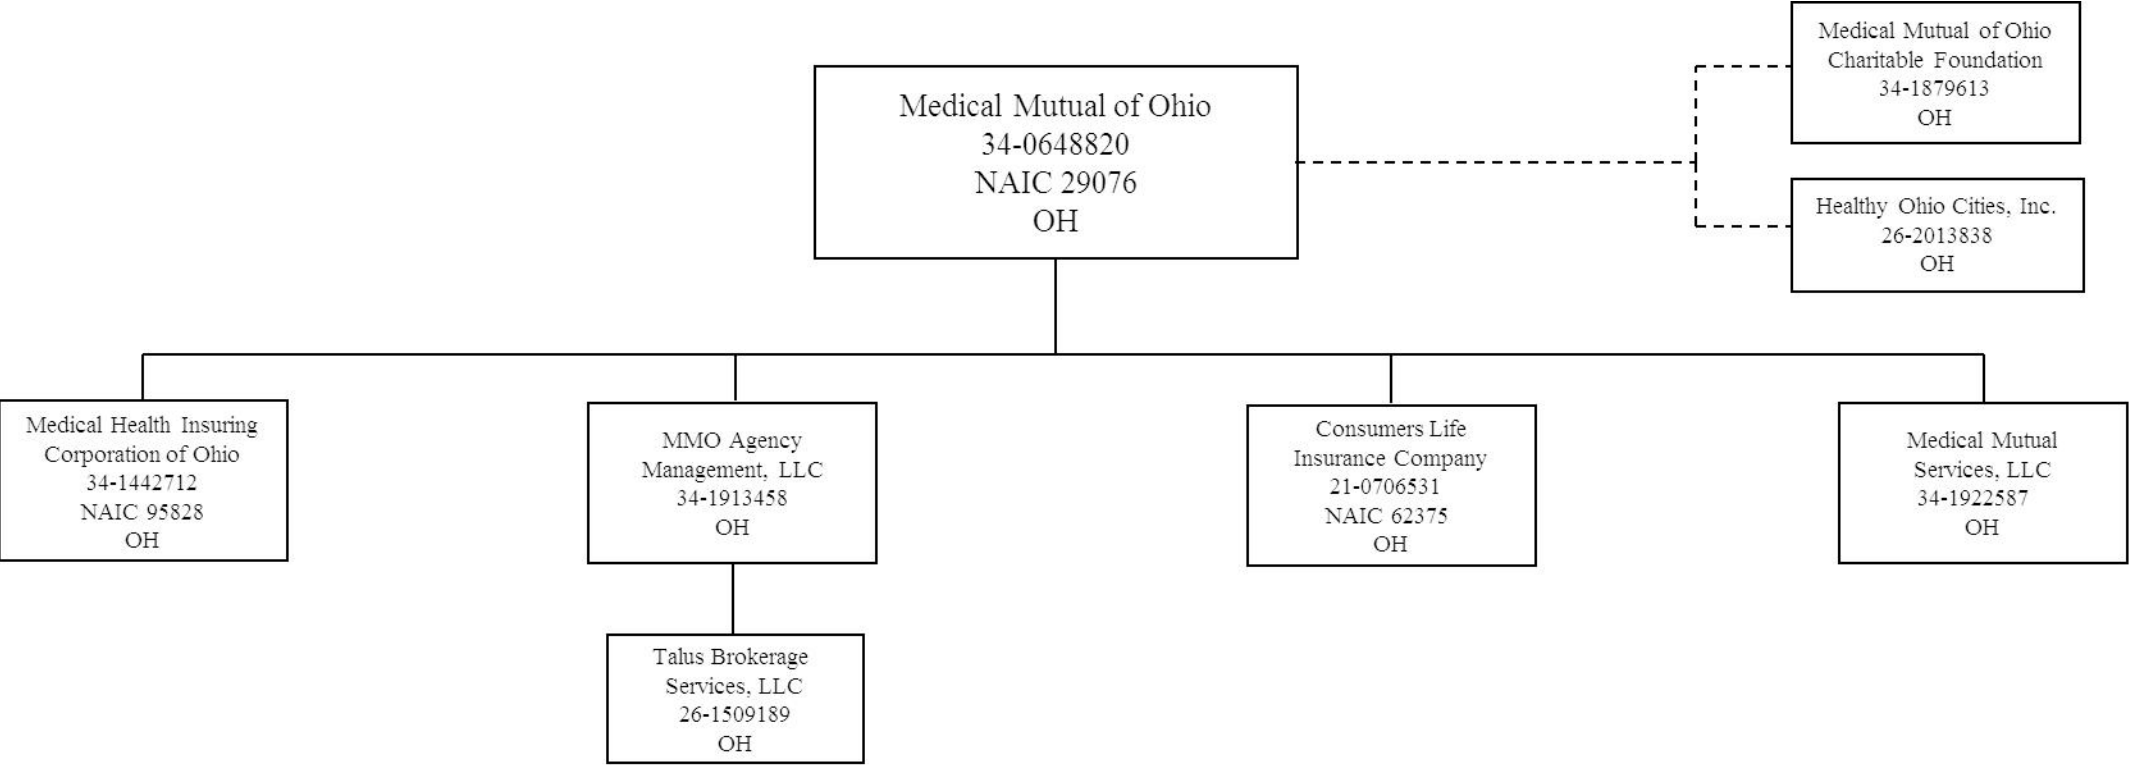 Medical Mutual of Ohio
Charitable Foundation
34-1879613
OH
Medical Mutual of Ohio
34-0648820
NAIC 29076
OH
Healthy Ohio Cities, Inc.
26-2013838
OH
Medical Health Insuring
Corporation of Ohio
34-1442712
NAIC 95828
OH
MMO Agency
Management, LLC
34-1913458
OH
Consumers Life
Insurance Company
21-0706531
NAIC 62375
OH
Medical Mutual
Services, LLC
34-1922587
OH
Talus Brokerage
Services, LLC
26-1509189
OH